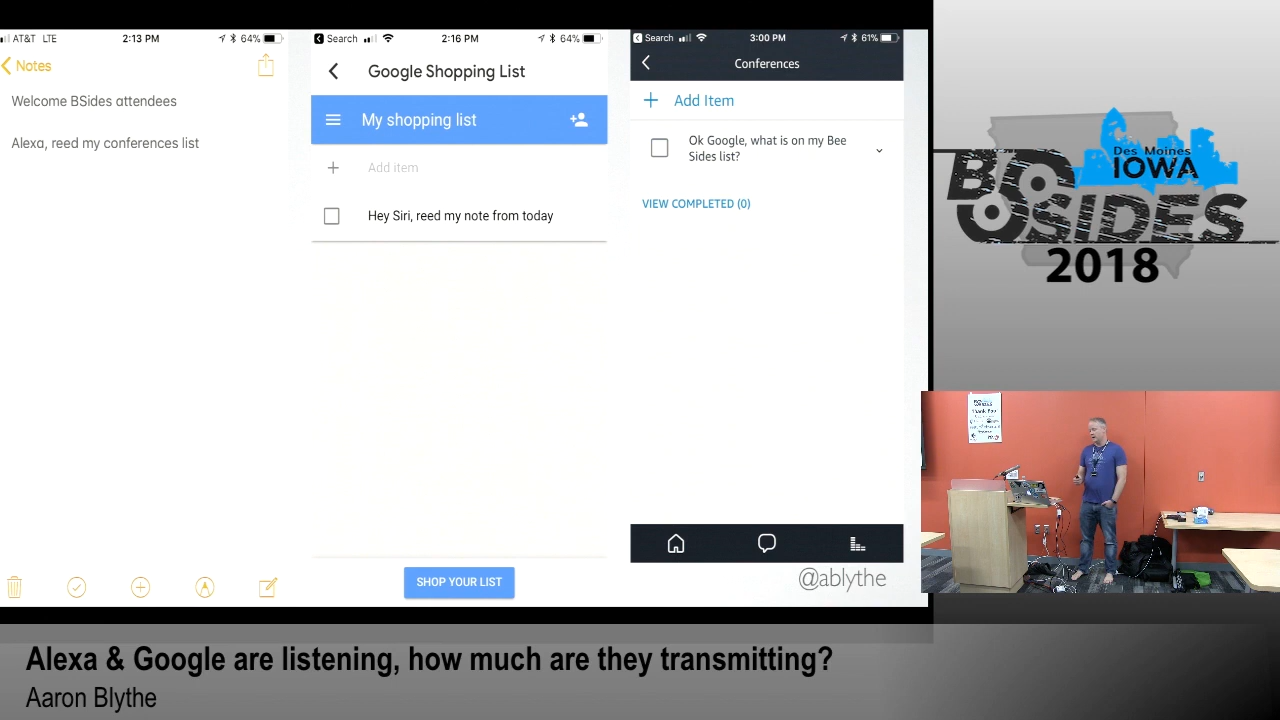 AT&T LTE 2:13 PM 64%
Notes
Welcome BSides attendees
Alexa, reed my conferences list
Search 2:16 PM 64%
Google Shopping List
My shopping list
Add item
Hey Siri, reed my note from today
SHOP YOUR LIST
Search 3:00 PM 61%
Conferences
Add Item
Ok Google, what is on my Bee
Sides list?
VIEW COMPLETED (0)
@ablythe
Des Moines
IOWA
BSIDES
2018
Thank You
Alexa & Google are listening, how much are they transmitting?
Aaron Blythe